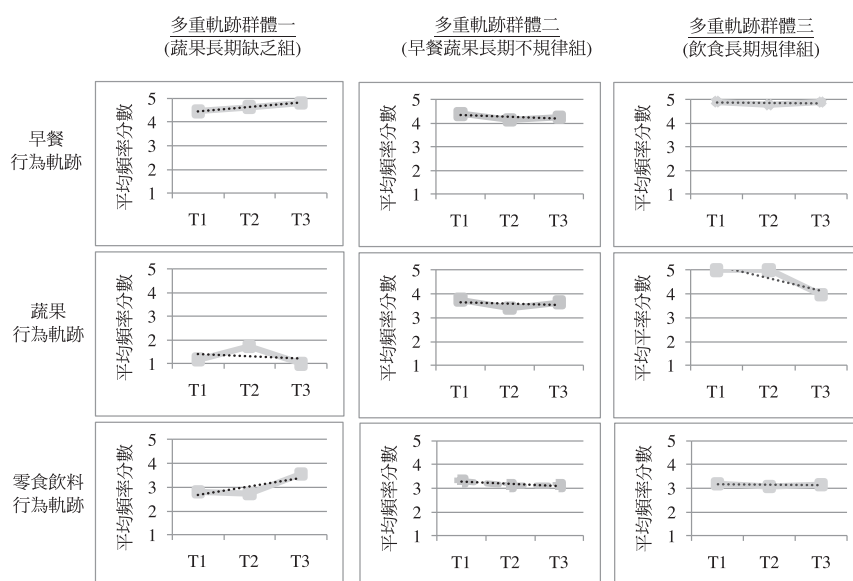 多重軌跡群體一
(蔬果長期缺乏組)
多重軌跡群體二
(早餐蔬果長期不規律組)
多重軌跡群體三
(飲食長期規律組)
早餐
行為軌跡
平均頻率分數
5
4
3
2
1
T1 T2 T3
平均頻率分數
5
4
3
2
1
T1 T2 T3
平均頻率分數
5
4
3
2
1
T1 T2 T3
蔬果
行為軌跡
平均頻率分數
5
4
3
2
1
T1 T2 T3
平均頻率分數
5
4
3
2
1
T1 T2 T3
平均平率分數
5
4
3
2
1
T1 T2 T3
零食飲料
行為軌跡
平均頻率分數
5
4
3
2
1
T1 T2 T3
平均頻率分數
5
4
3
2
1
T1 T2 T3
平均頻率分數
5
4
3
2
1
T1 T2 T3